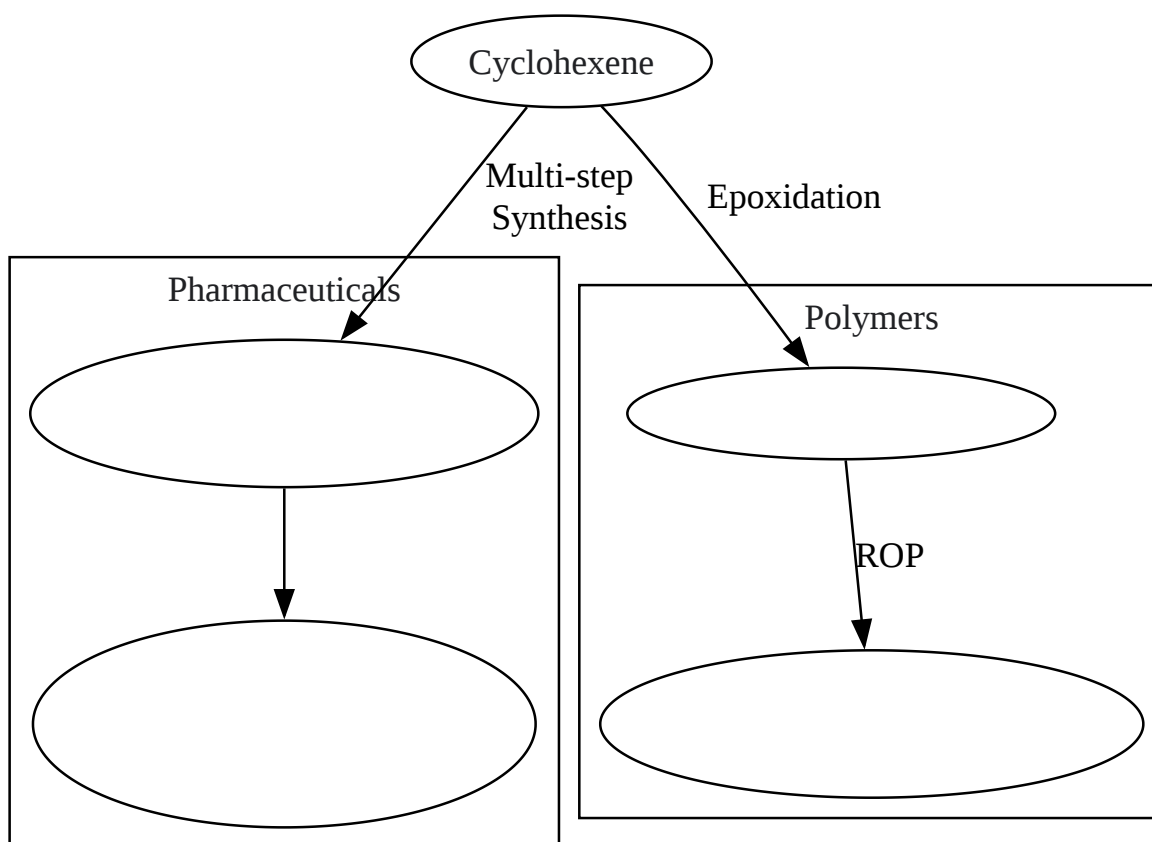 Cyclohexene
Multi-step
Synthesis
Epoxidation
Pharmaceuticals
Polymers
ROP